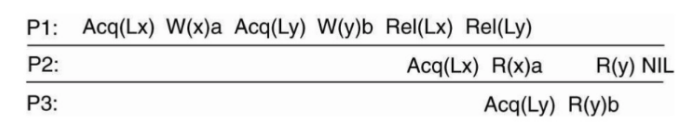 P1: Acq(Lx) W(x)a Acq(Ly) W(y)b Rel(Lx) Rel(Ly)
P2: Acq(Lx) R(x)a R(y) NIL
P3: Acq(Ly) R(y)b